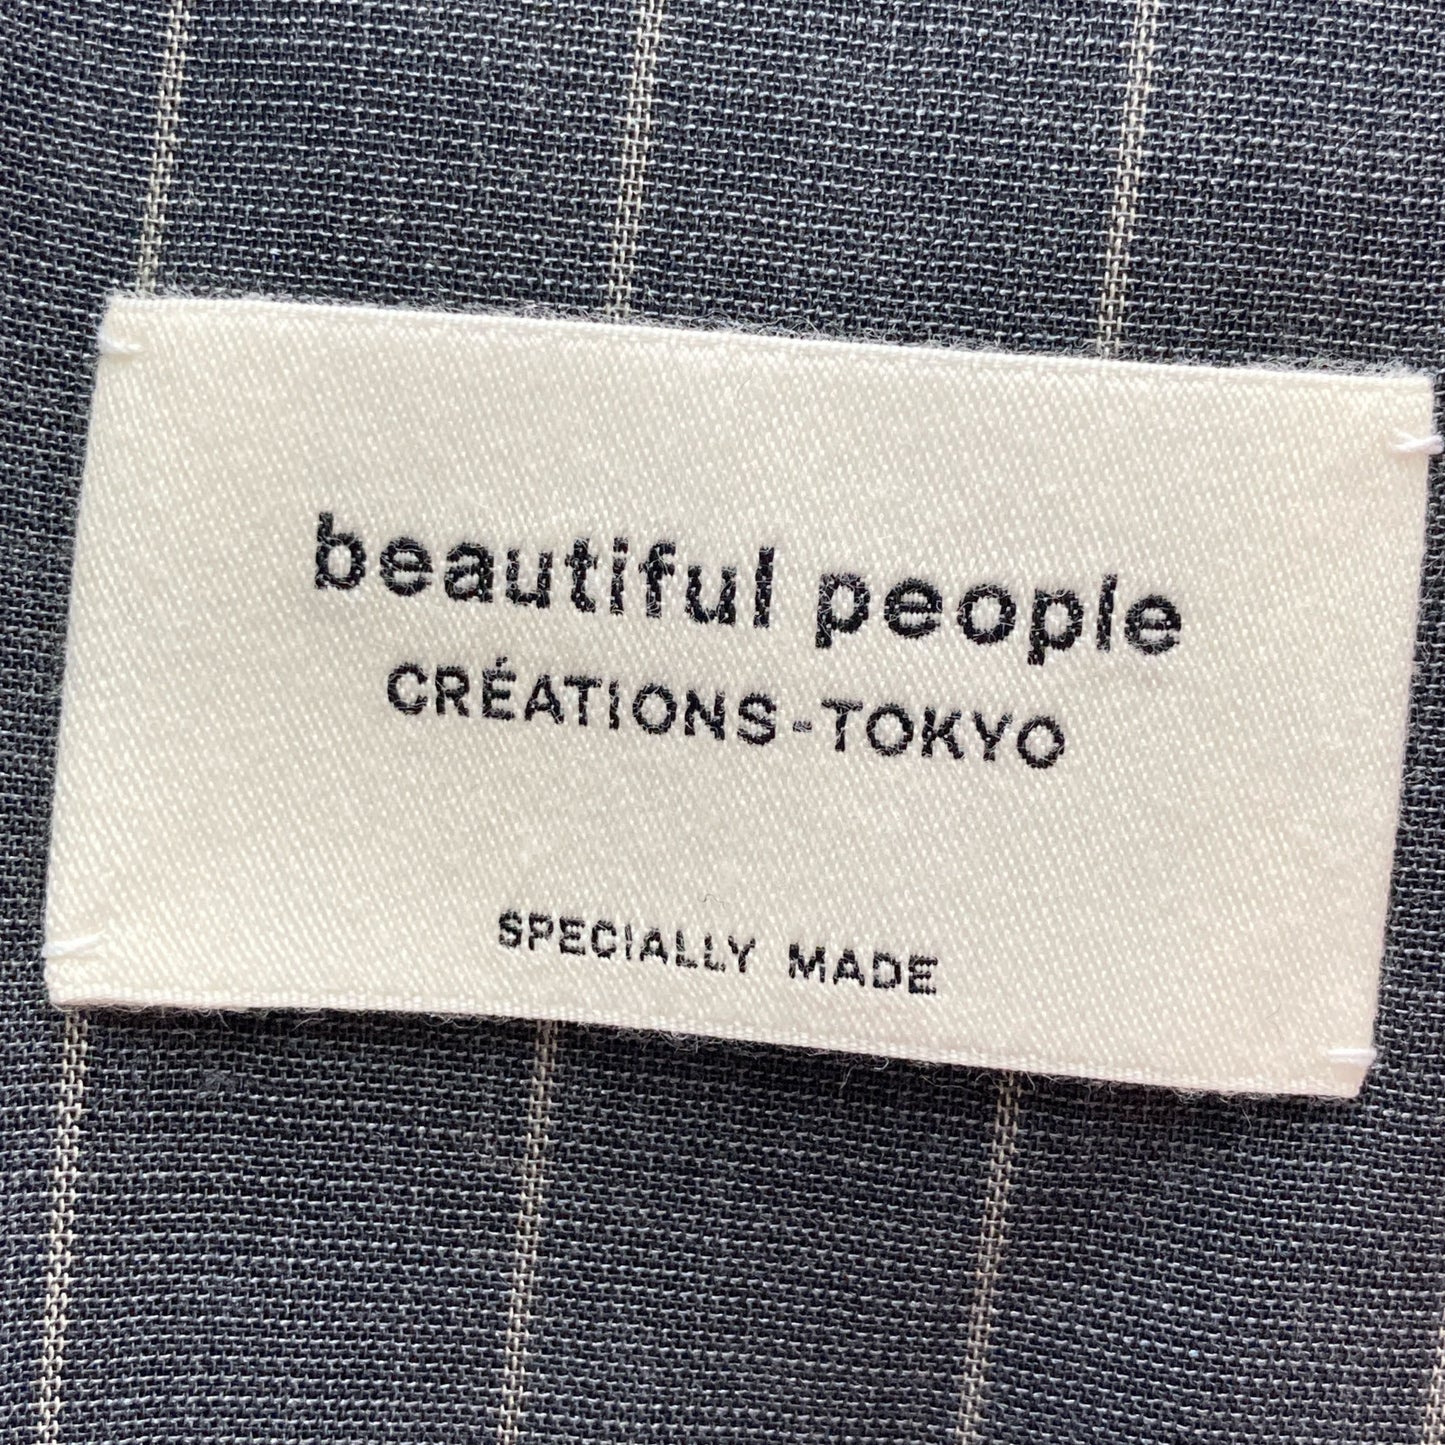 beautiful people
CRÉATIONS-TOKYO
SPECIALLY MADE